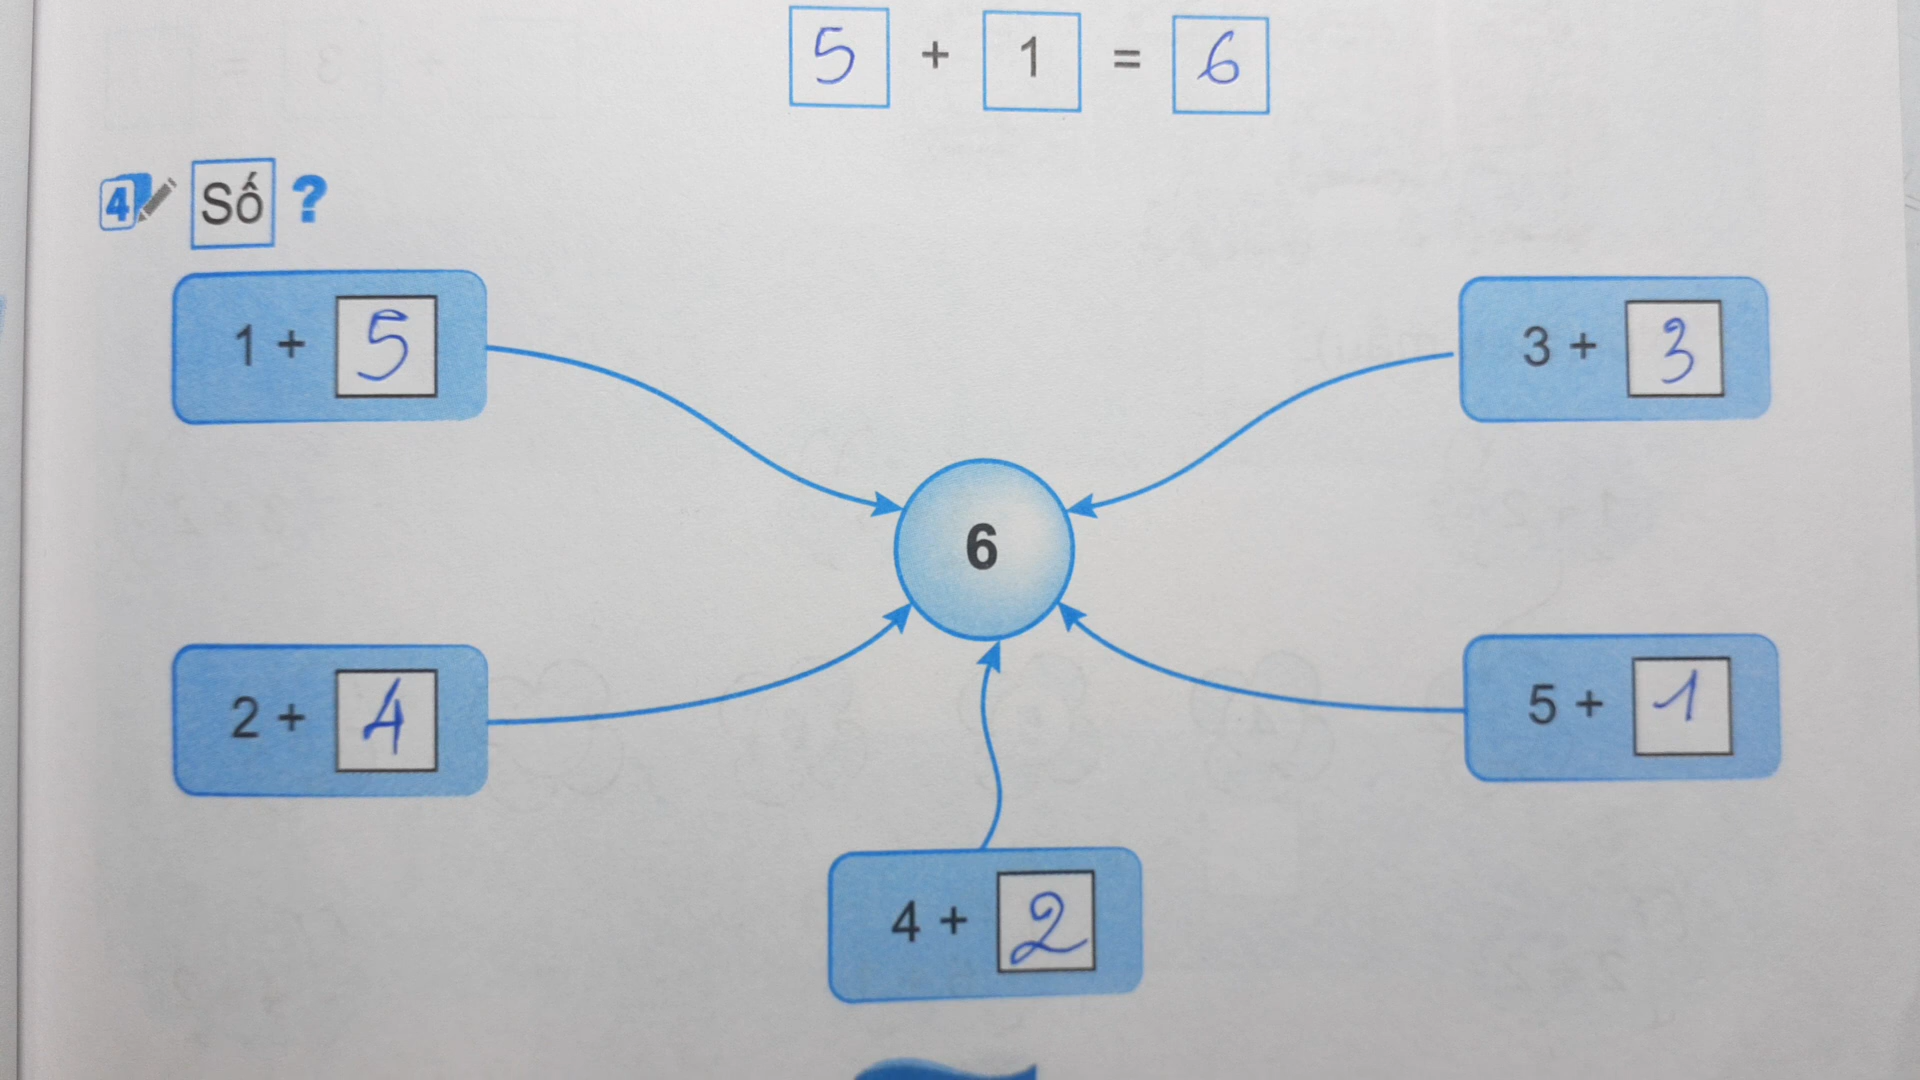 5 + 1 = 6
4 Số ?
1 + 5
3 + 3
6
2 + 4
5 + 1
4 + 2